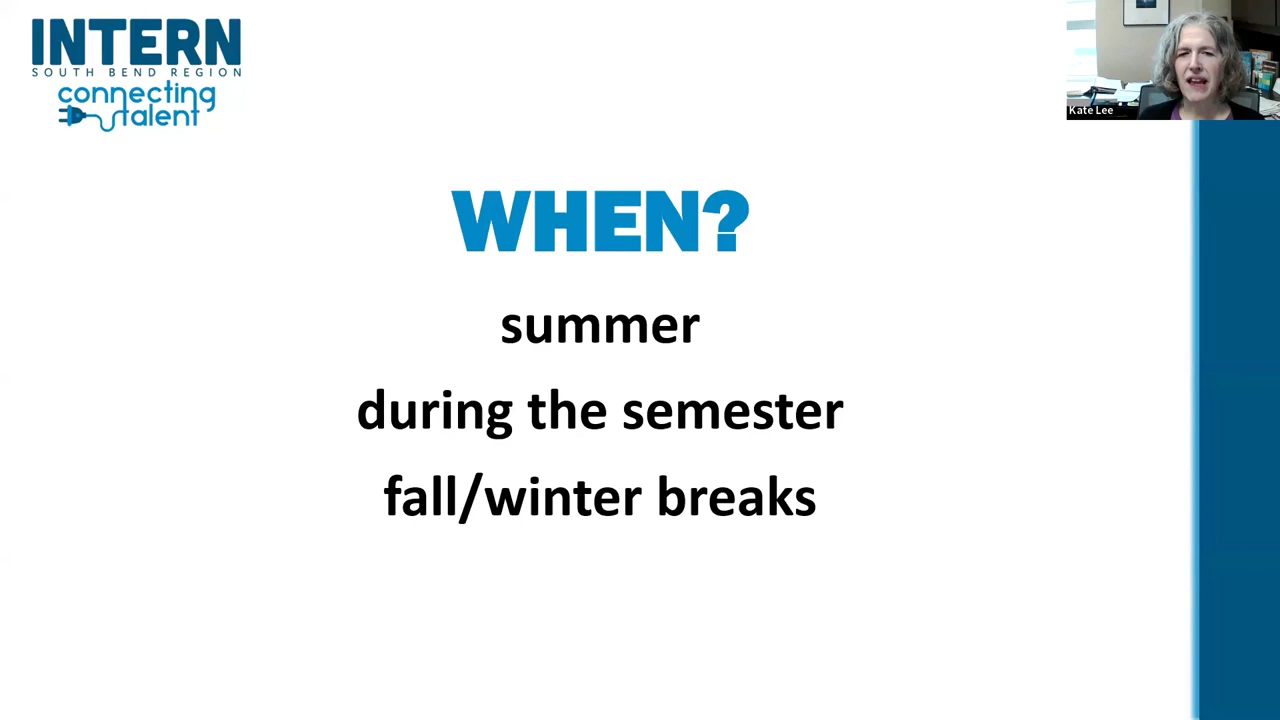 INTERN
SOUTH BEND REGION
connecting
talent
Kate Lee
WHEN?
summer
during the semester
fall/winter breaks